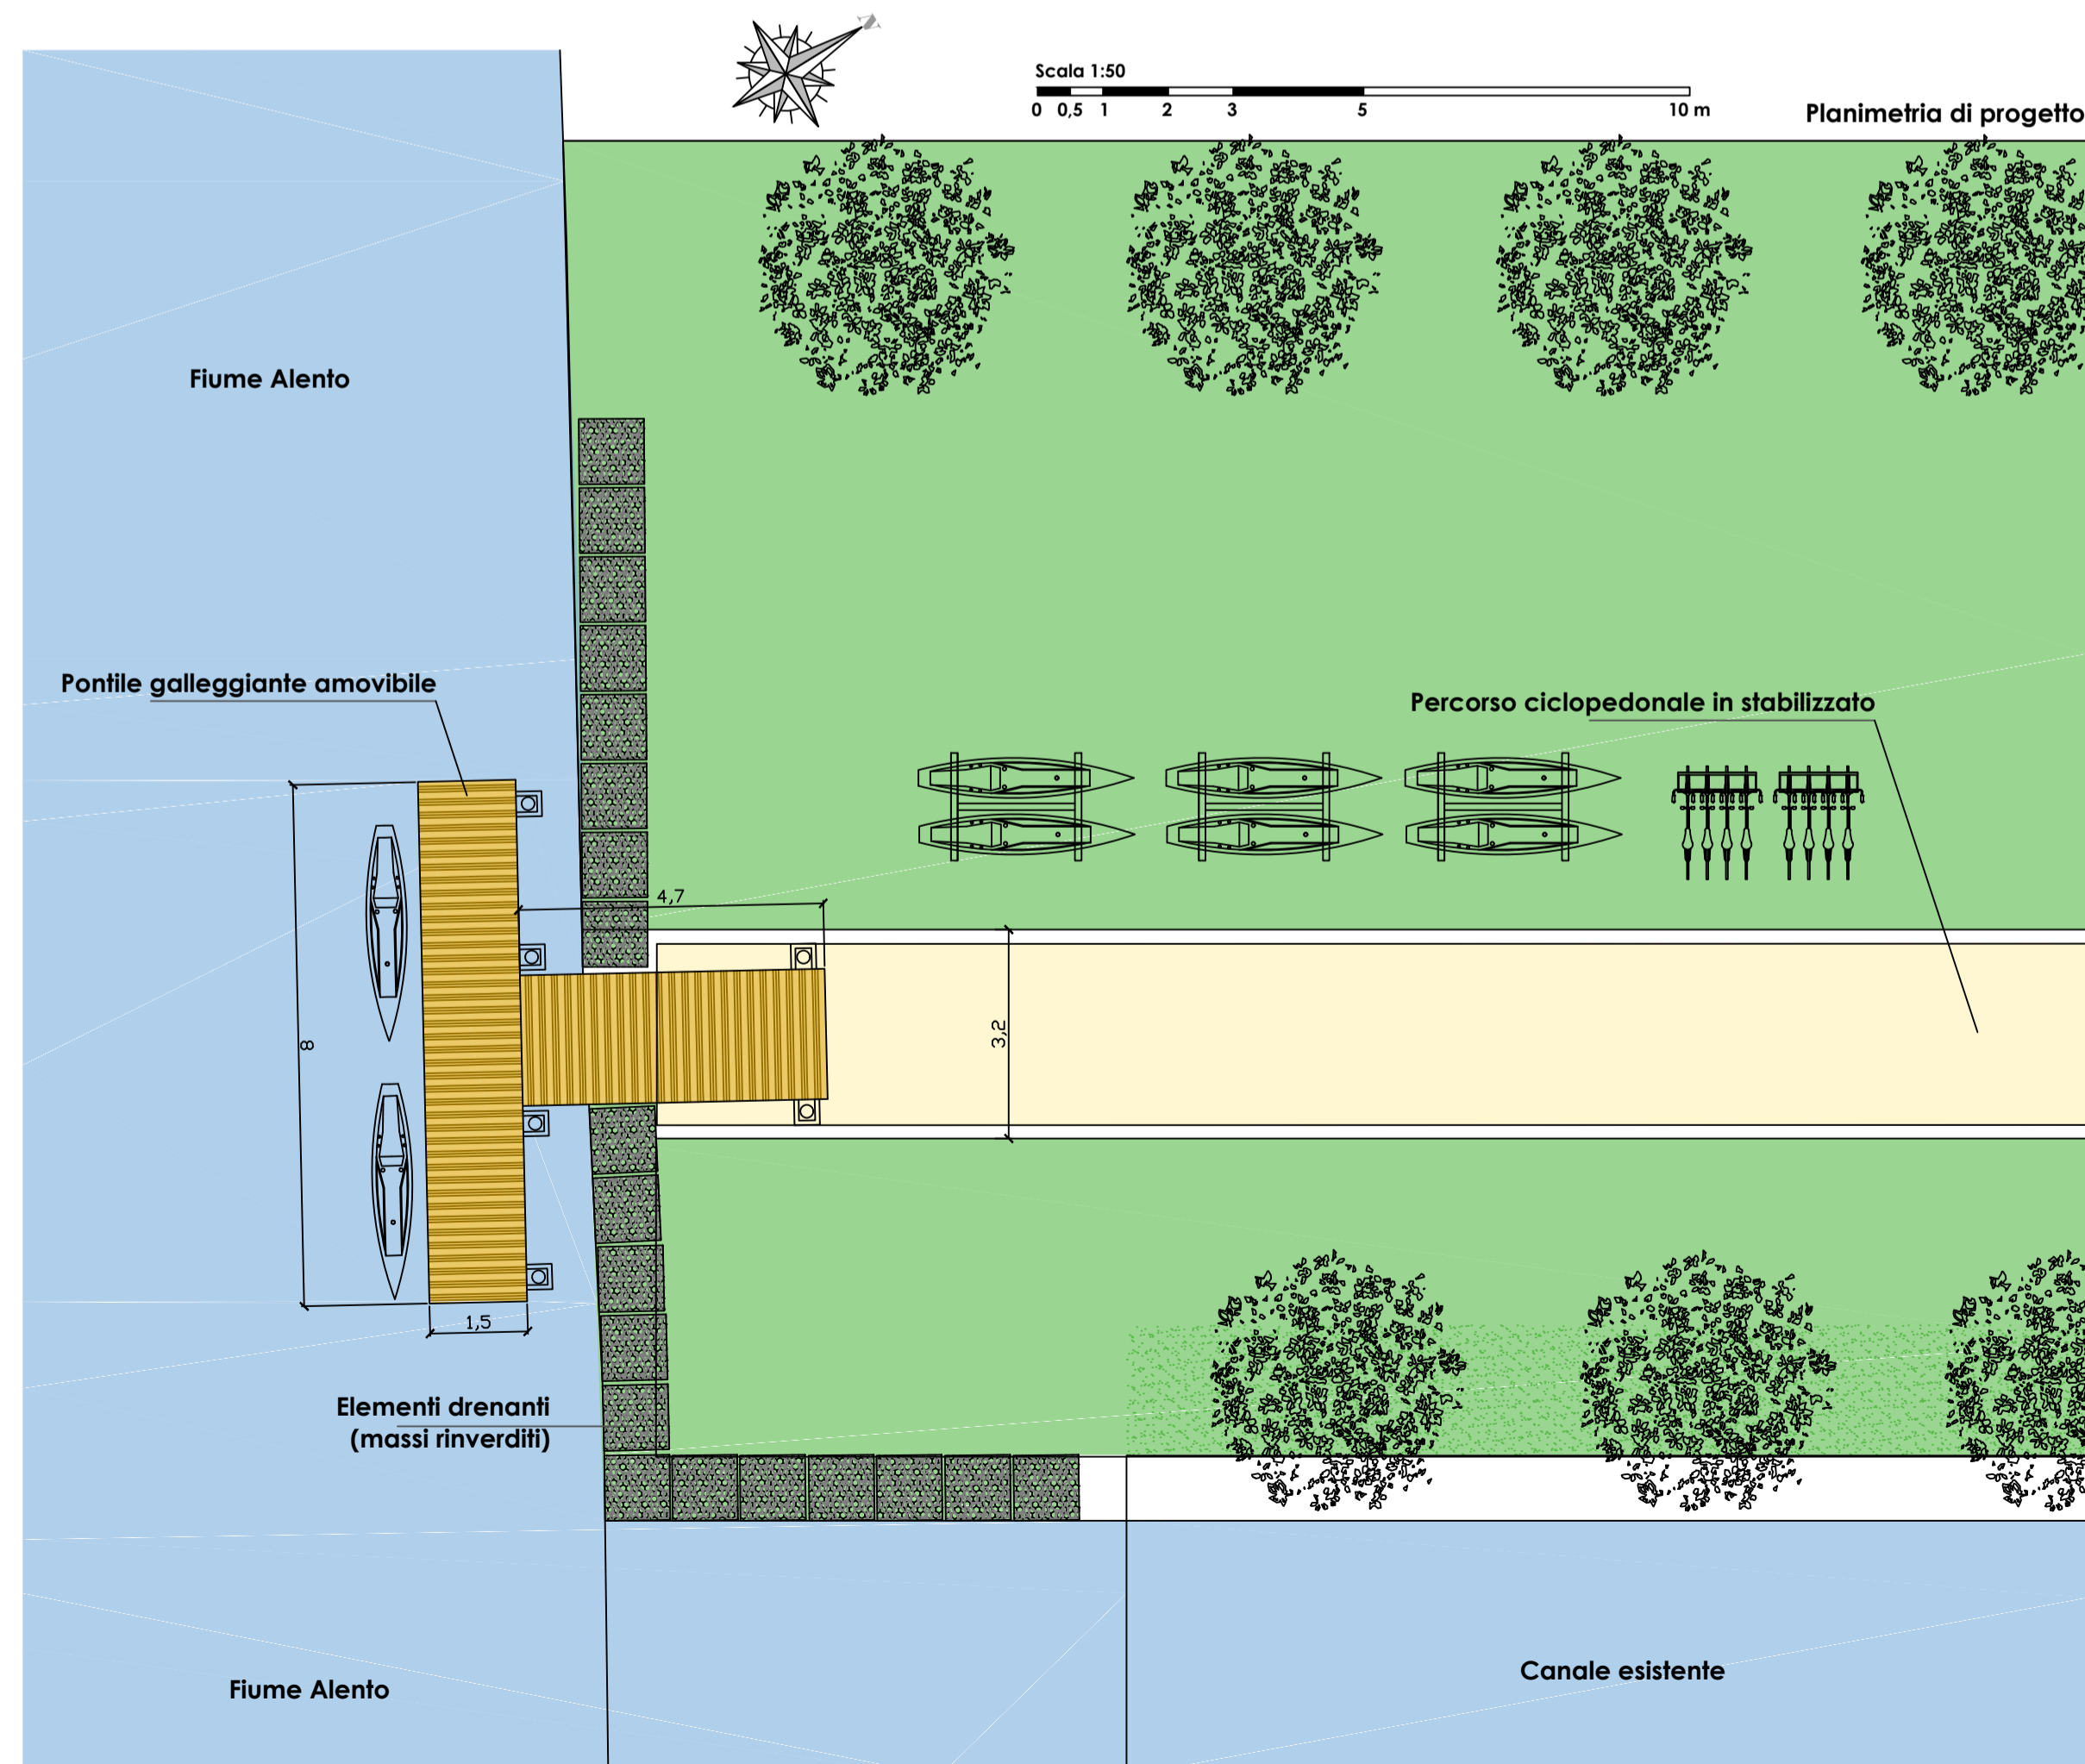 N
Scala 1:50
0 0,5 1 2 3 5 10 m
Planimetria di progetto
Fiume Alento
Pontile galleggiante amovibile
Percorso ciclopedonale in stabilizzato
4,7
3,2
8
1,5
Elementi drenanti
(massi rinverditi)
Fiume Alento
Canale esistente